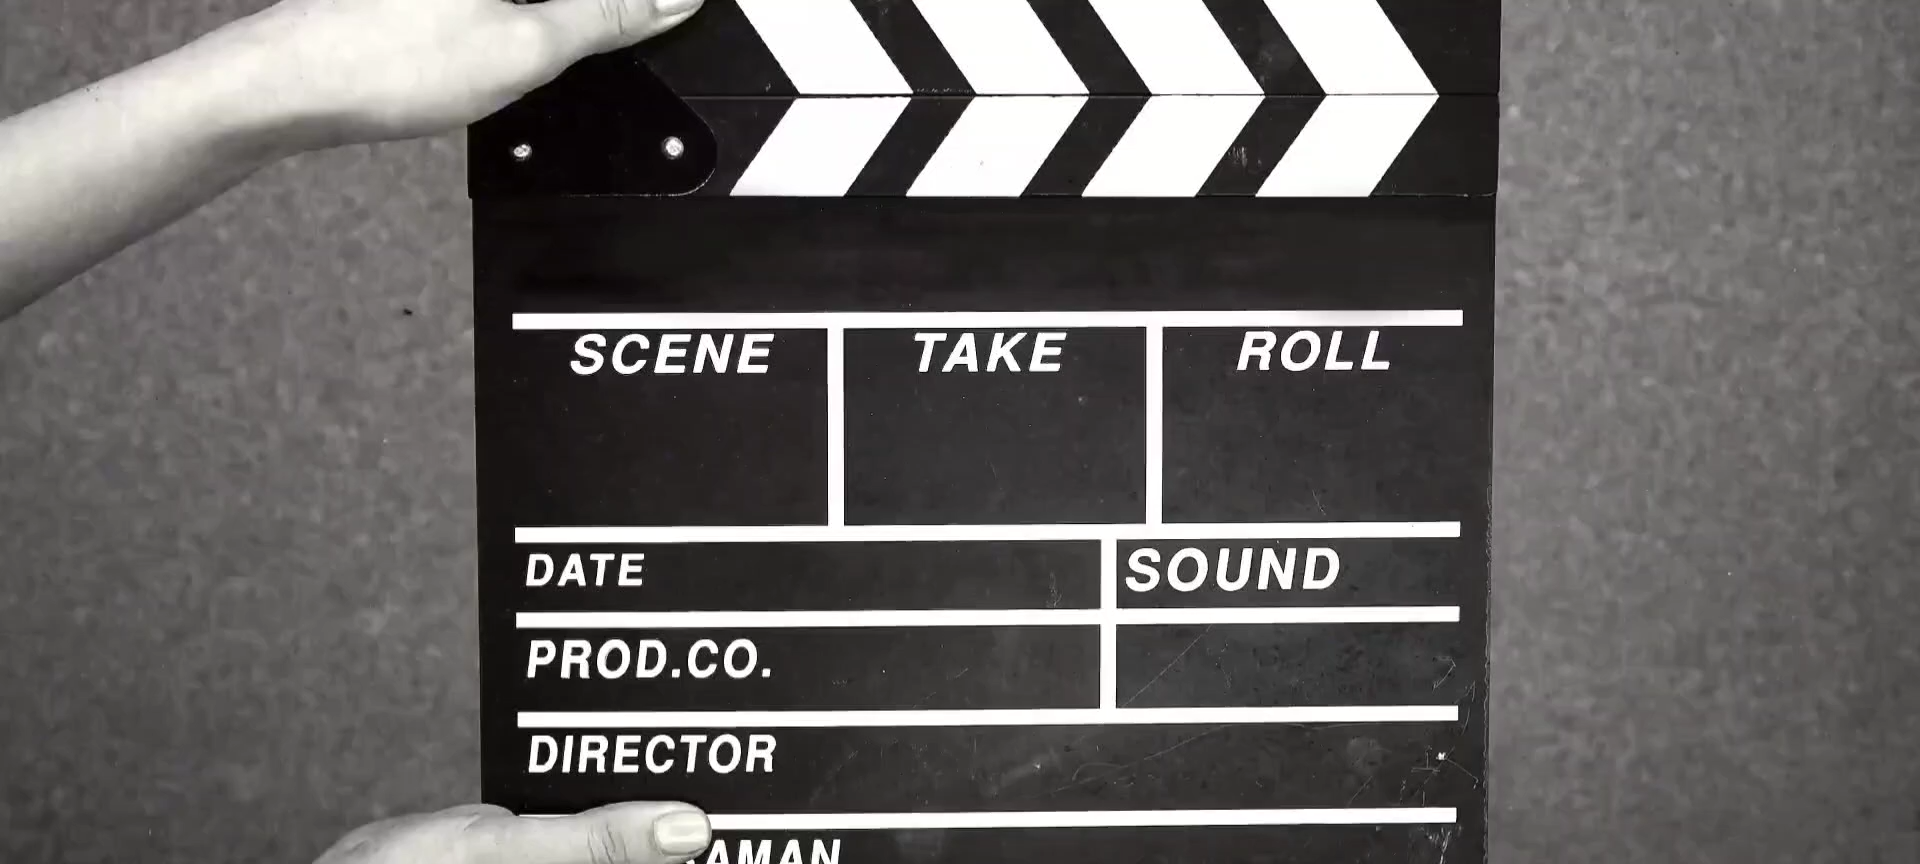 SCENE TAKE ROLL
DATE SOUND
PROD.CO.
DIRECTOR